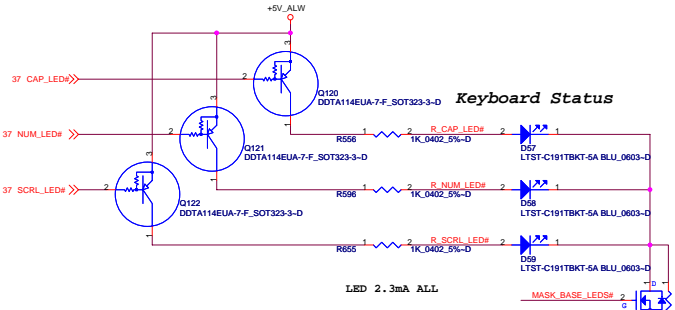 +5V_ALW
3
37 CAP_LED# 2
Q120
DDTA114EUA-7-F_SOT323-3~D
1
Keyboard Status
3
37 NUM_LED# 2
Q121
DDTA114EUA-7-F_SOT323-3~D
1
R556 1 2 R_CAP_LED# 2 1
1K_0402_5%~D
D57
LTST-C191TBKT-5A BLU_0603~D
3
37 SCRL_LED# 2
Q122
DDTA114EUA-7-F_SOT323-3~D
1
R596 1 2 R_NUM_LED# 2 1
1K_0402_5%~D
D58
LTST-C191TBKT-5A BLU_0603~D
R655 1 2 R_SCRL_LED# 2 1
1K_0402_5%~D
D59
LTST-C191TBKT-5A BLU_0603~D
LED 2.3mA ALL
MASK_BASE_LEDS# 2
G
1 D 1